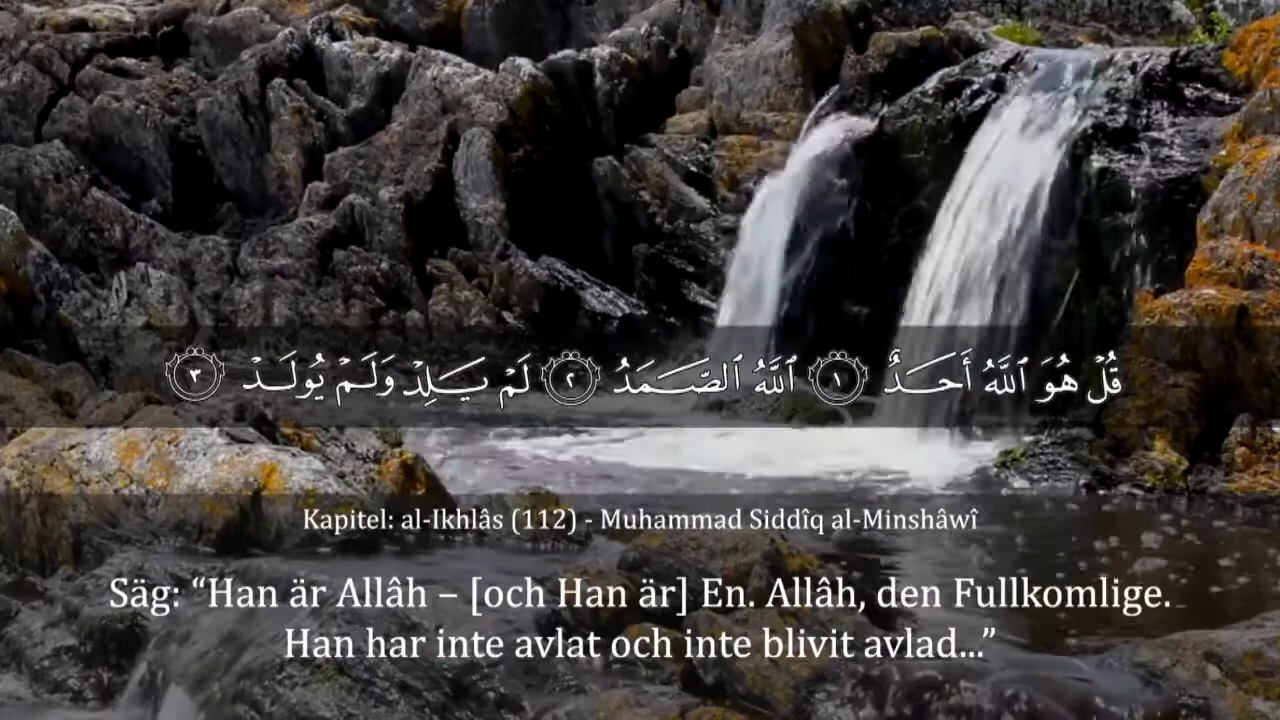 قُلْ هُوَ ٱللَّهُ أَحَدٌ ١ ٱللَّهُ ٱلصَّمَدُ ٢ لَمْ يَلِدْ وَلَمْ يُولَدْ ٣
Kapitel: al-Ikhlâs (112) - Muhammad Siddîq al-Minshâwî
Säg: “Han är Allâh – [och Han är] En. Allâh, den Fullkomlige.
Han har inte avlat och inte blivit avlad...”